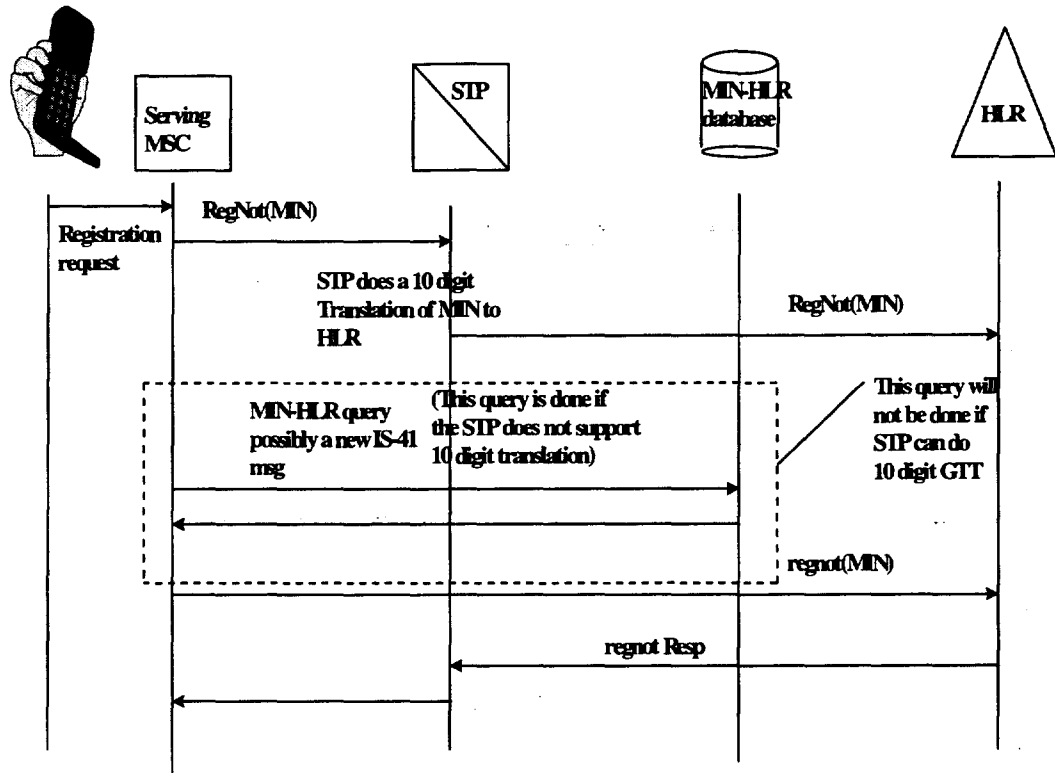 Serving
MSC
STP
MIN-HLR
database
HLR
Registration
request
RegNot(MIN)
STP does a 10 digit
Translation of MIN to
HLR
RegNot(MIN)
MIN-HLR query
possibly a new IS-41
msg
(This query is done if
the STP does not support
10 digit translation)
This query will
not be done if
STP can do
10 digit GTT
regnot(MIN)
regnot Resp